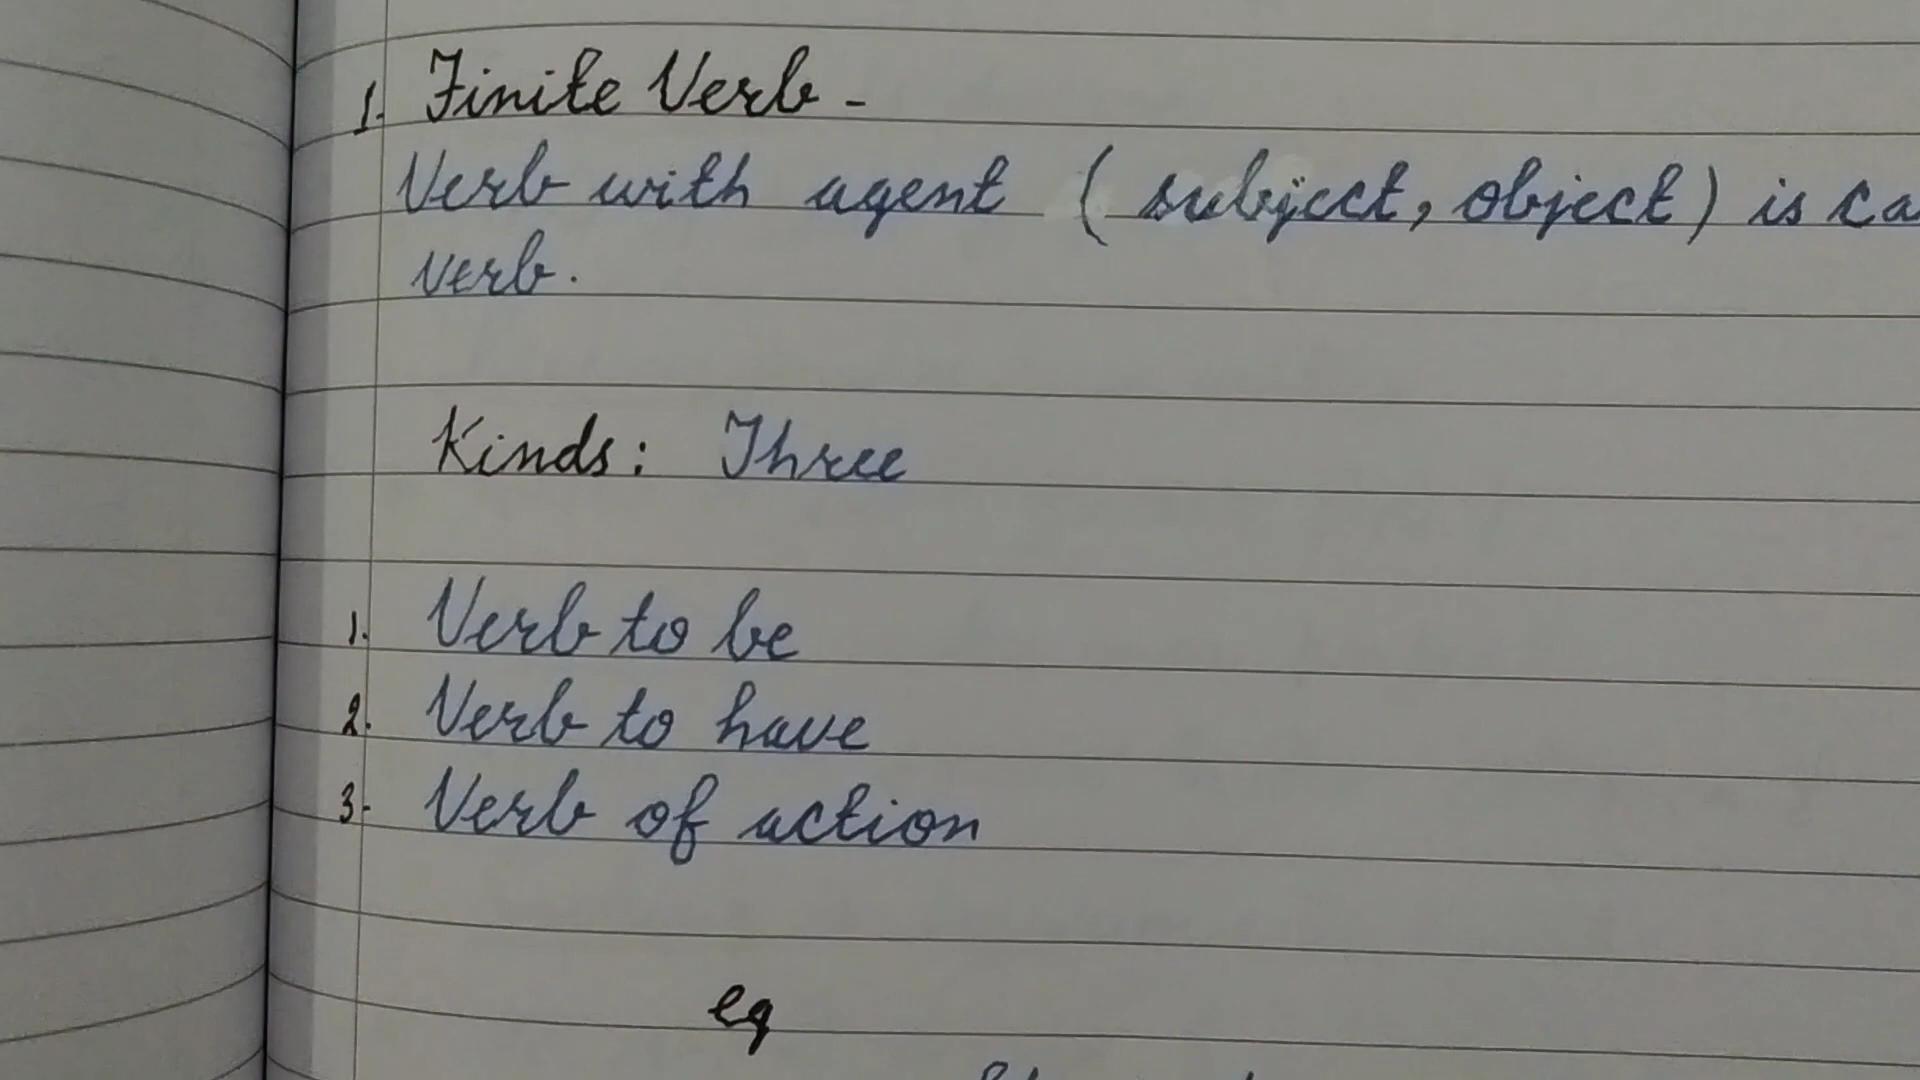 1. Finite Verb -
Verb with agent (subject, object) is ca
verb.
Kinds: Three
1. Verb to be
2. Verb to have
3- Verb of action
eg